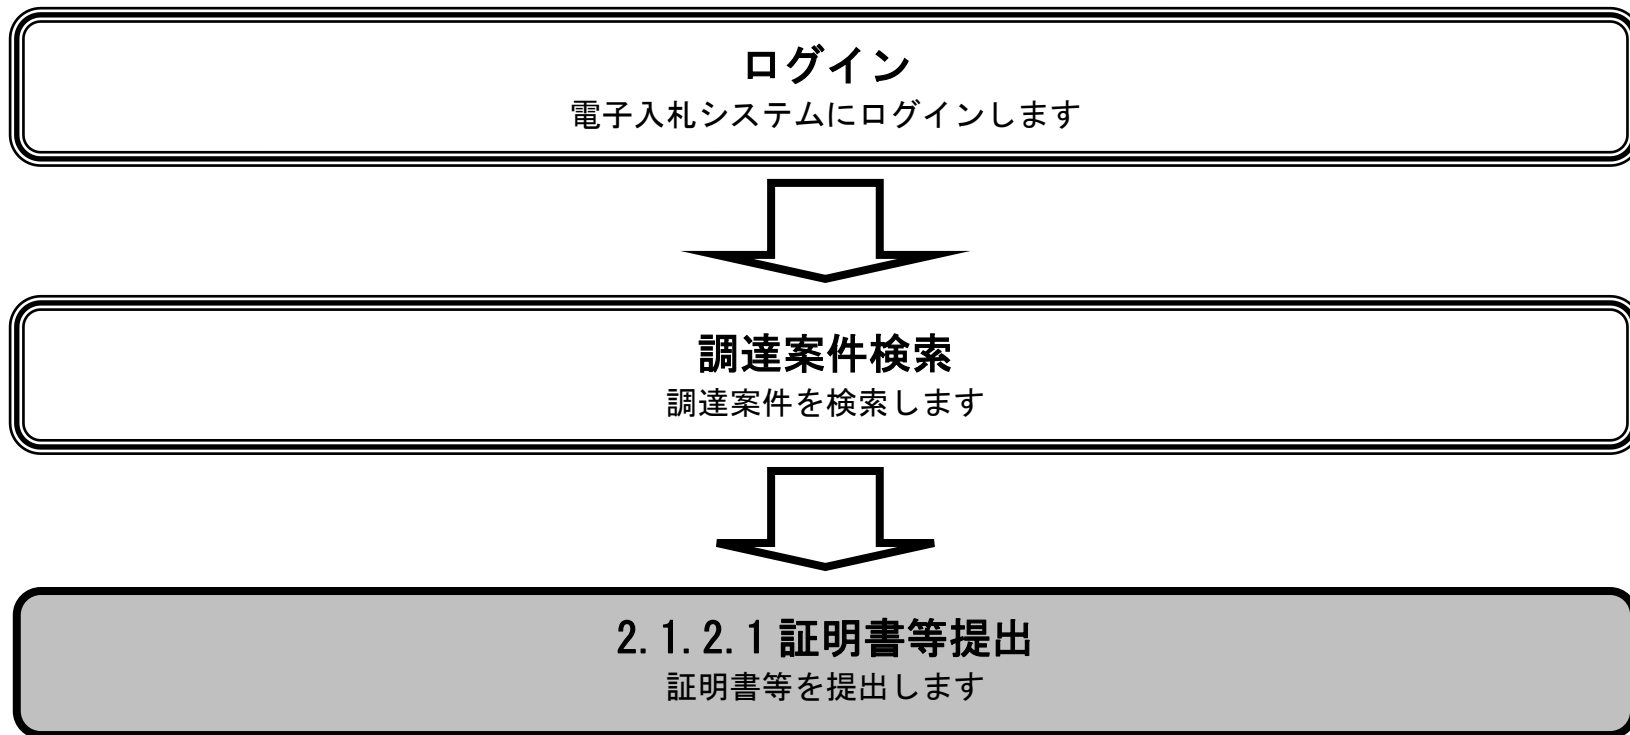 ログイン
電子入札システムにログインします
調達案件検索
調達案件を検索します
2.1.2.1 証明書等提出
証明書等を提出します